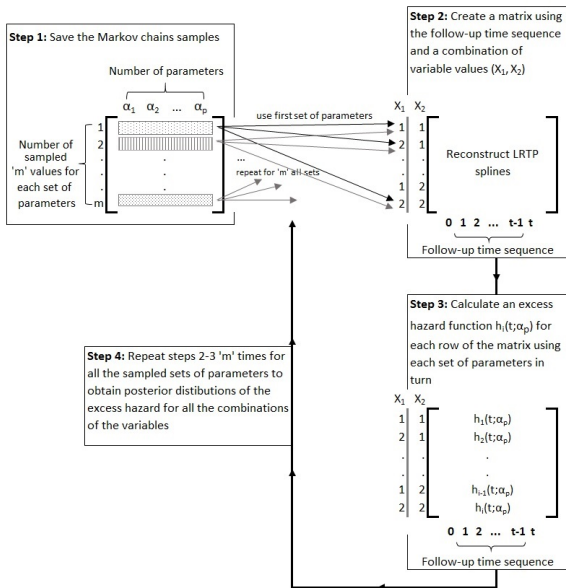 Step 1: Save the Markov chains samples
Number of parameters
α1 α2 ... αp
1
2
.
.
.
m
Number of
sampled
'm' values for
each set of
parameters
use first set of parameters
...
repeat for 'm' all sets
Step 2: Create a matrix using
the follow-up time sequence
and a combination of
variable values (X1, X2)
X1 X2
1 1
2 1
. .
. .
1 2
2 2
Reconstruct LRTP
splines
0 1 2 ... t-1 t
Follow-up time sequence
Step 3: Calculate an excess
hazard function hi(t;αp) for
each row of the matrix using
each set of parameters in
turn
X1 X2
1 1 h1(t;αp)
2 1 h2(t;αp)
. . .
. . .
1 2 hi-1(t;αp)
2 2 hi(t;αp)
0 1 2 ... t-1 t
Follow-up time sequence
Step 4: Repeat steps 2-3 'm' times for
all the sampled sets of parameters to
obtain posterior distibutions of the
excess hazard for all the combinations
of the variables